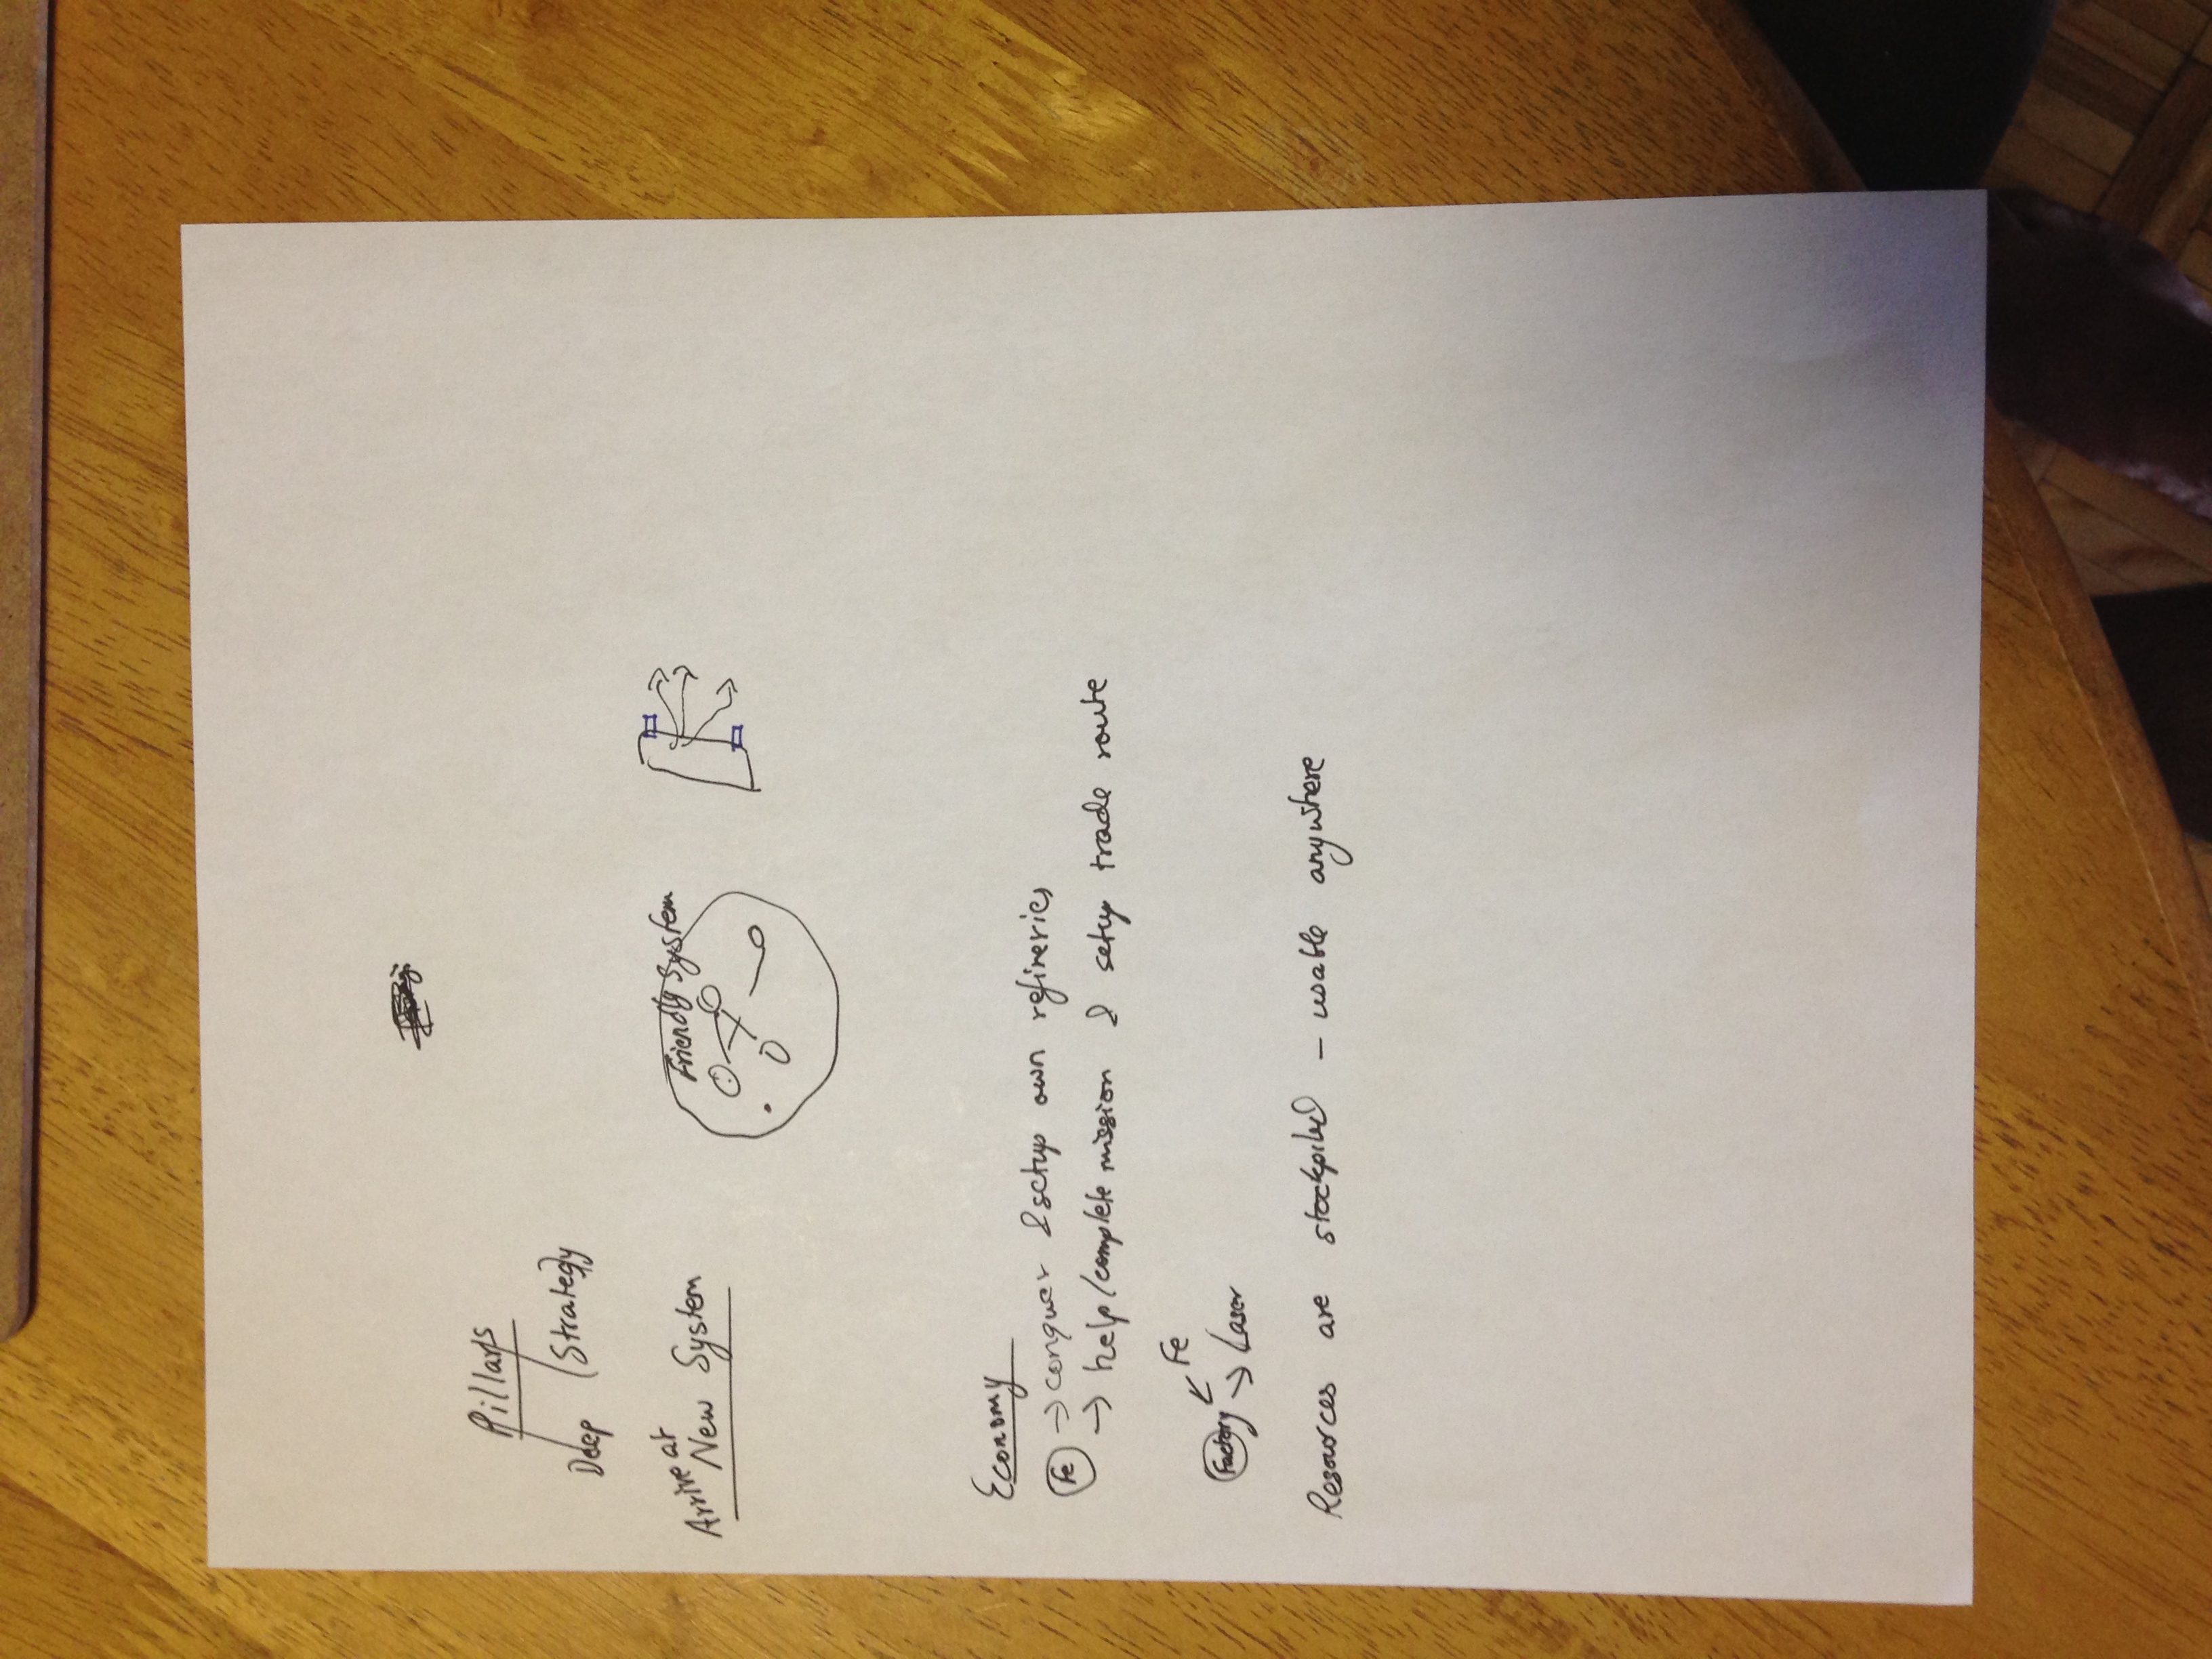 Pillars
Deep Strategy
Arrive at
New System
Friendly System
Economy
Fe → conquer & setup own refineries
→ help/complete mission & setup trade route
Fe
Factory
→ Laser
Resources are stockpiled – usable anywhere